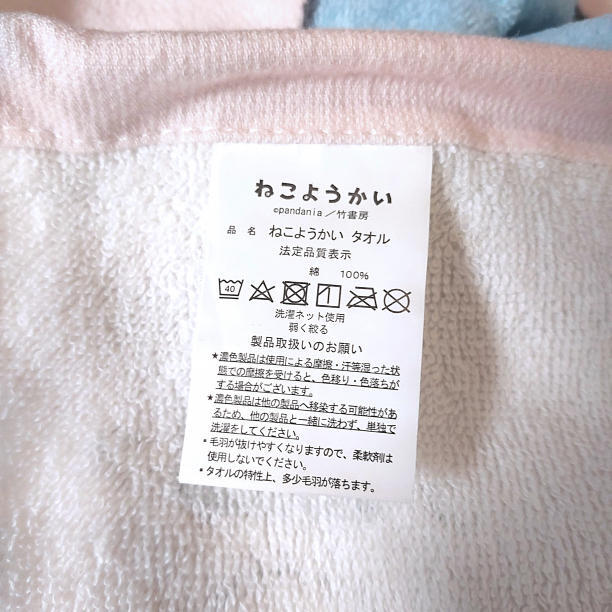 ねこようかい
©pandania／竹書房
品 名 ねこようかい タオル
法定品質表示
綿 100%
40
洗濯ネット使用
弱く絞る
製品取扱いのお願い
★濃色製品は使用による摩擦・汗等湿った状
態での摩擦を受けると、色移り・色落ちが
する場合がございます。
★濃色製品は他の製品へ移染する可能性があ
るため、他の製品と一緒に洗わず、単独で
洗濯をしてください。
・毛羽が抜けやすくなりますので、柔軟剤は
使用しないでください。
・タオルの特性上、多少毛羽が落ちます。